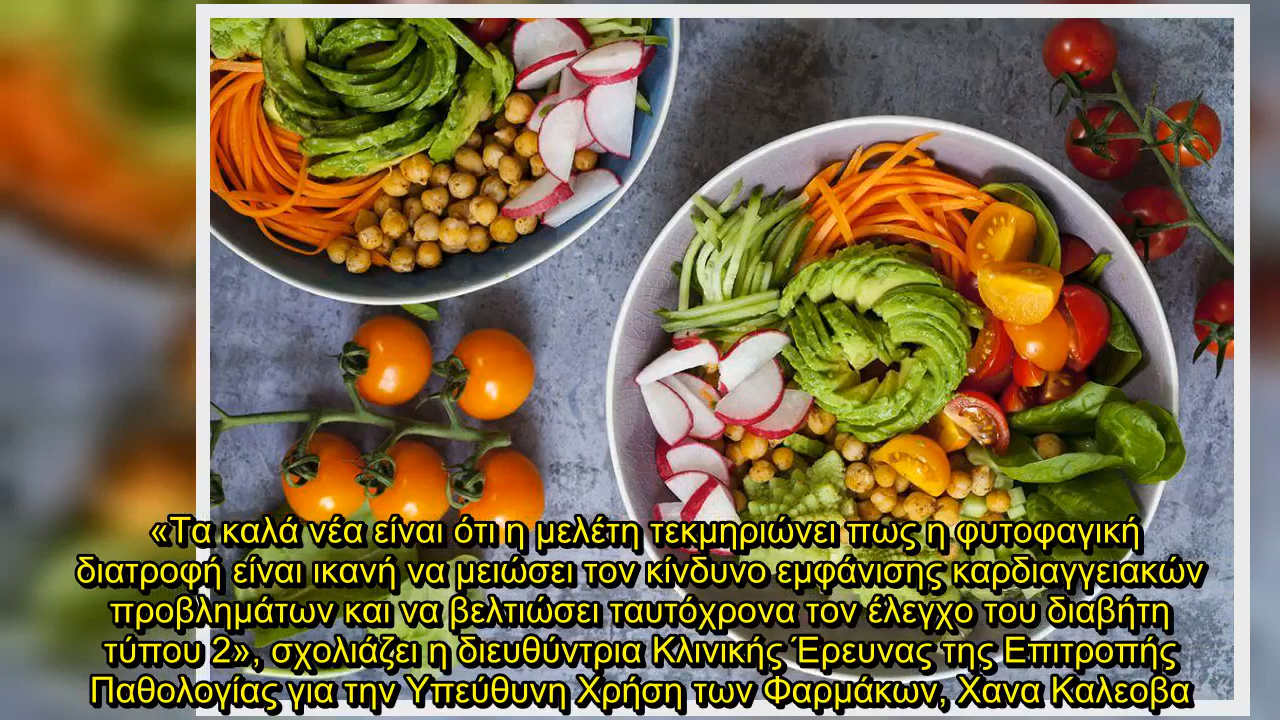 «Τα καλά νέα είναι ότι η μελέτη τεκμηριώνει πως η φυτοφαγική
διατροφή είναι ικανή να μειώσει τον κίνδυνο εμφάνισης καρδιαγγειακών
προβλημάτων και να βελτιώσει ταυτόχρονα τον έλεγχο του διαβήτη
τύπου 2», σχολιάζει η διευθύντρια Κλινικής Έρευνας της Επιτροπής
Παθολογίας για την Υπεύθυνη Χρήση των Φαρμάκων, Χανα Καλεοβα